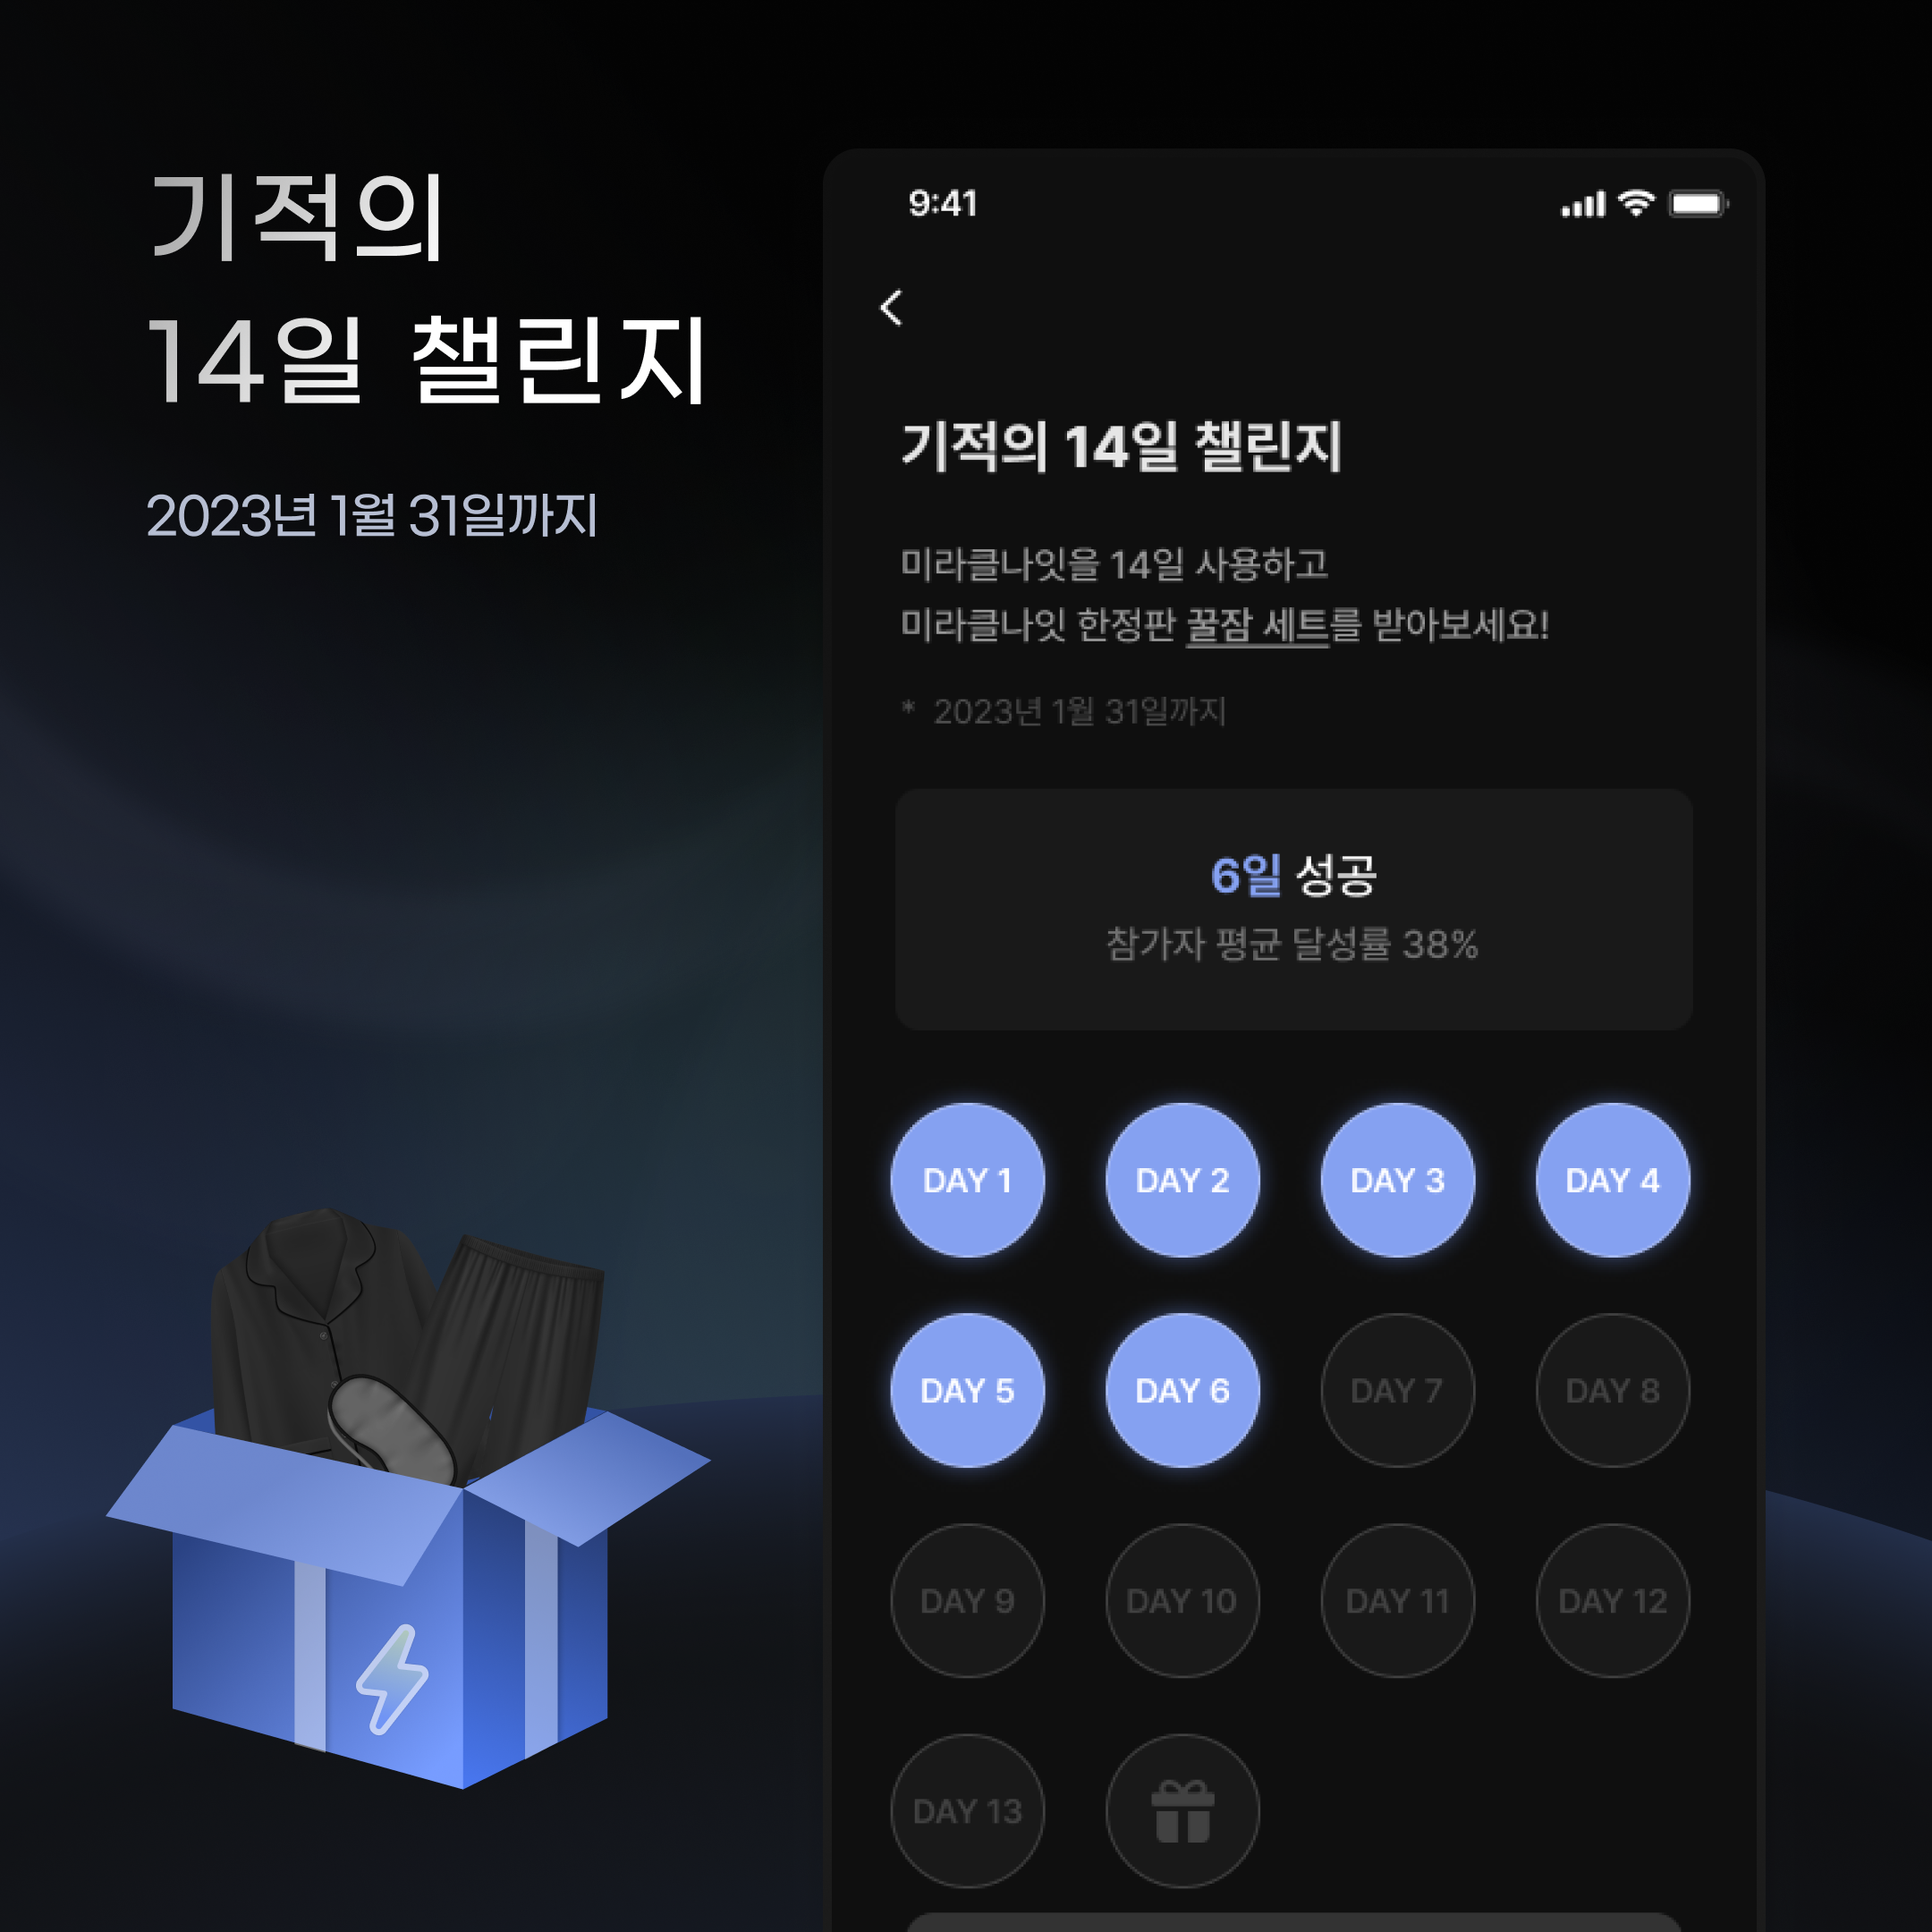 기적의
14일 챌린지
2023년 1월 31일까지
9:41
기적의 14일 챌린지
미라클나잇을 14일 사용하고
미라클나잇 한정판 꿀잠 세트를 받아보세요!
* 2023년 1월 31일까지
6일 성공
참가자 평균 달성률 38%
DAY 1 DAY 2 DAY 3 DAY 4
DAY 5 DAY 6 DAY 7 DAY 8
DAY 9 DAY 10 DAY 11 DAY 12
DAY 13